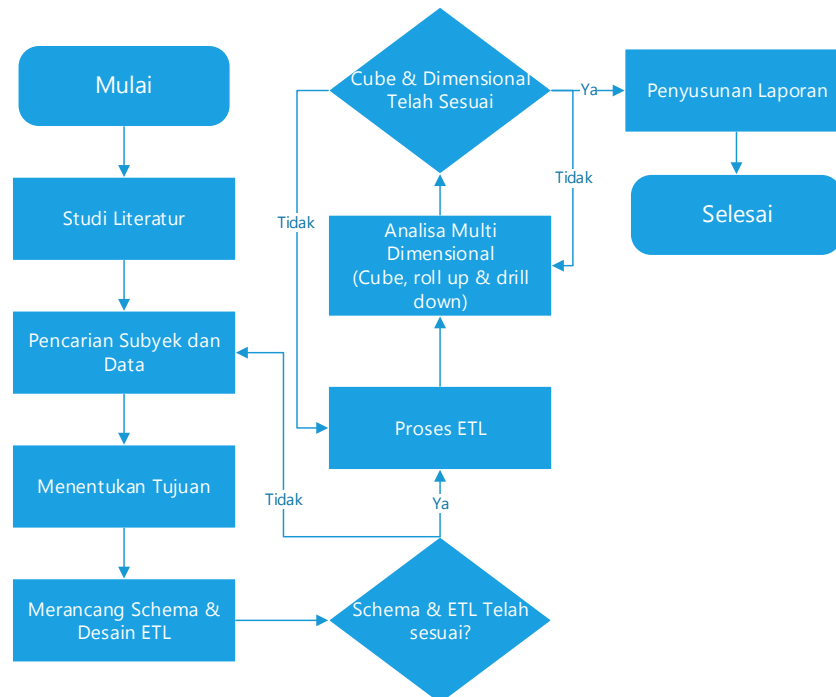 Mulai
Studi Literatur
Pencarian Subyek dan
Data
Menentukan Tujuan
Merancang Schema &
Desain ETL
Schema & ETL Telah
sesuai?
Tidak
Ya
Proses ETL
Analisa Multi
Dimensional
(Cube, roll up & drill
down)
Cube & Dimensional
Telah Sesuai
Tidak
Tidak
Ya
Penyusunan Laporan
Selesai